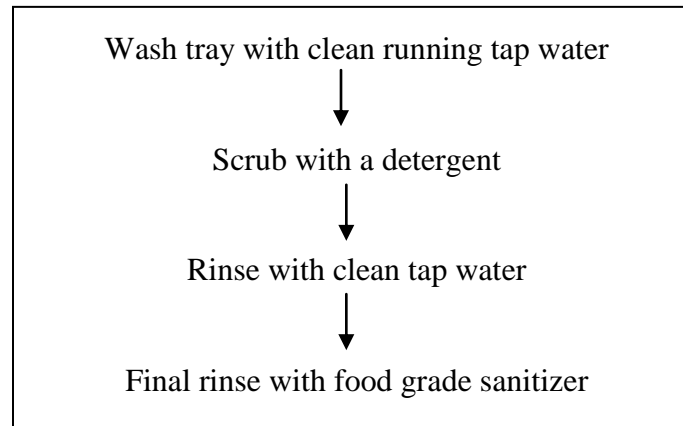 Wash tray with clean running tap water
Scrub with a detergent
Rinse with clean tap water
Final rinse with food grade sanitizer